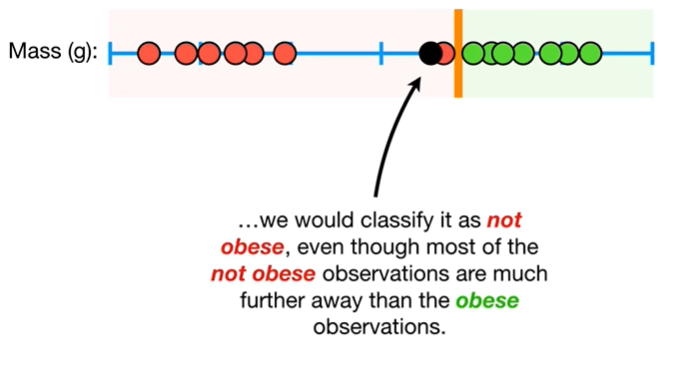 Mass (g):
...we would classify it as not
obese, even though most of the
not obese observations are much
further away than the obese
observations.